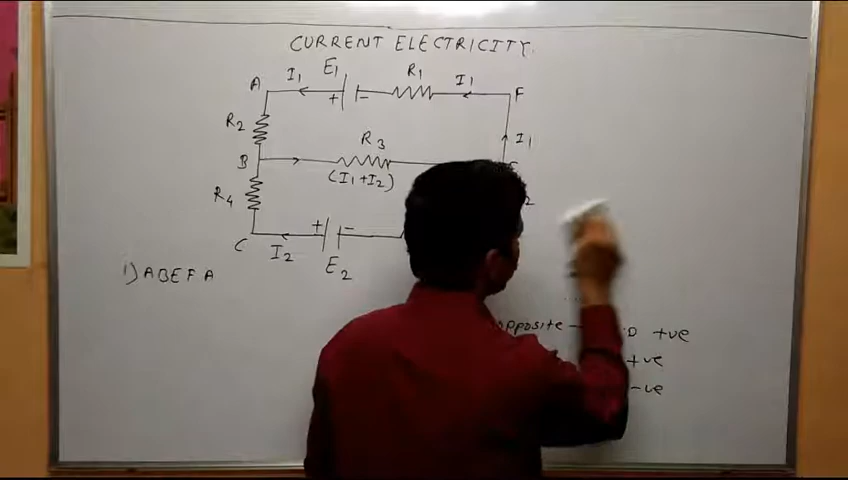 CURRENT ELECTRICITY.
A I1 E1 R1 I1 F
+ -
R2 I1
R3
B
(I1+I2)
R4
+ -
C I2 E2
i) ABEFA
opposite +ve
+ve
-ve